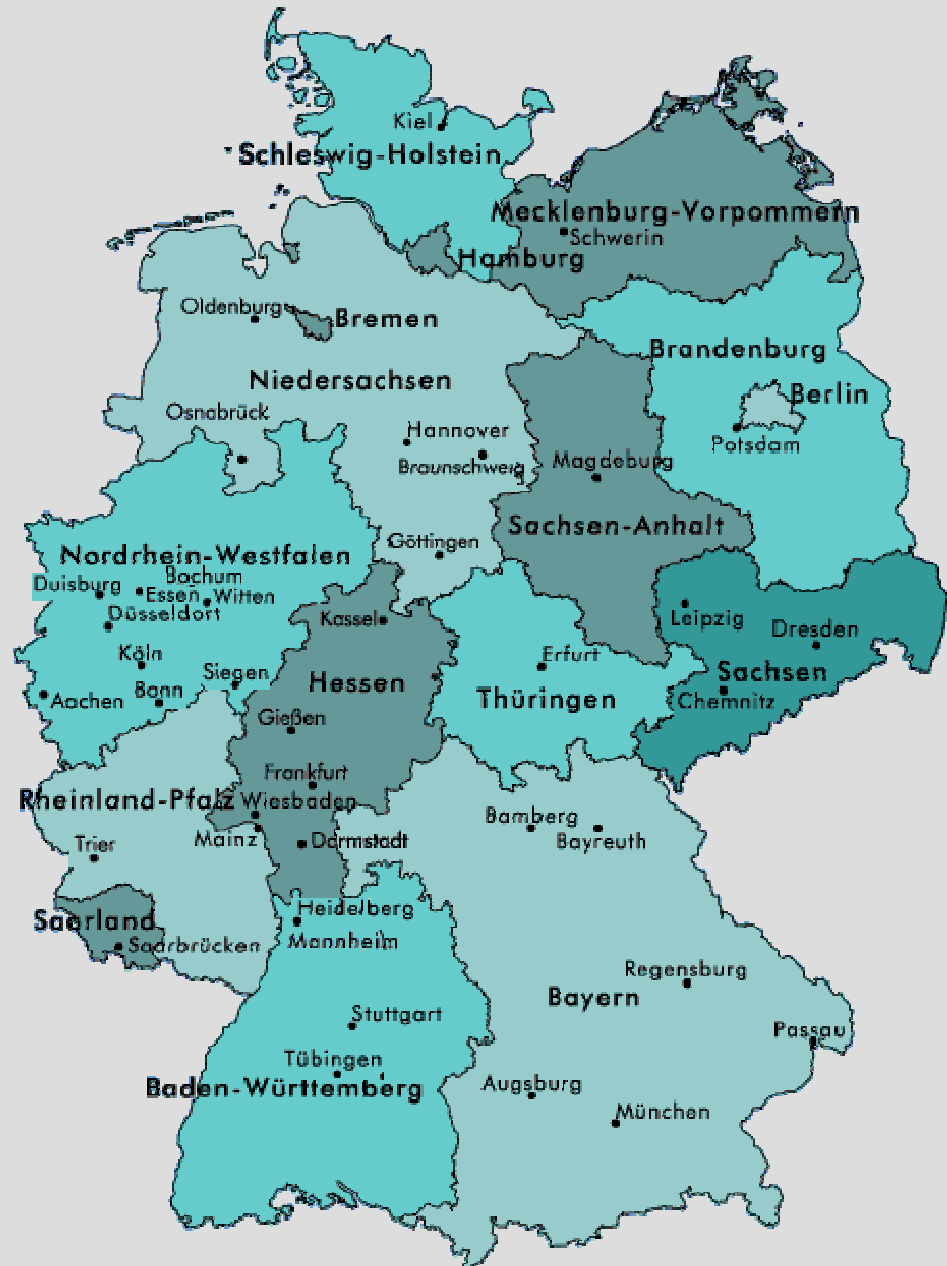 Kiel
Schleswig-Holstein
Mecklenburg-Vorpommern
Schwerin
Hamburg
Oldenburg
Bremen
Brandenburg
Niedersachsen
Berlin
Osnabrück
Hannover
Potsdam
Braunschweig
Magdeburg
Sachsen-Anhalt
Göttingen
Nordrhein-Westfalen
Bochum
Duisburg
Essen
Witten
Düsseldort
Kassel
Leipzig
Dresden
Köln
Erfurt
Siegen
Sachsen
Hessen
Bonn
Aachen
Thüringen
Chemnitz
Gießen
Frankfurt
Rheinland-Pfalz
Wiesbaden
Bamberg
Mainz
Darmstadt
Bayreuth
Trier
Heidelberg
Saarland
Mannheim
Saarbrücken
Regensburg
Bayern
Stuttgart
Passau
Tübingen
Augsburg
Baden-Württemberg
München